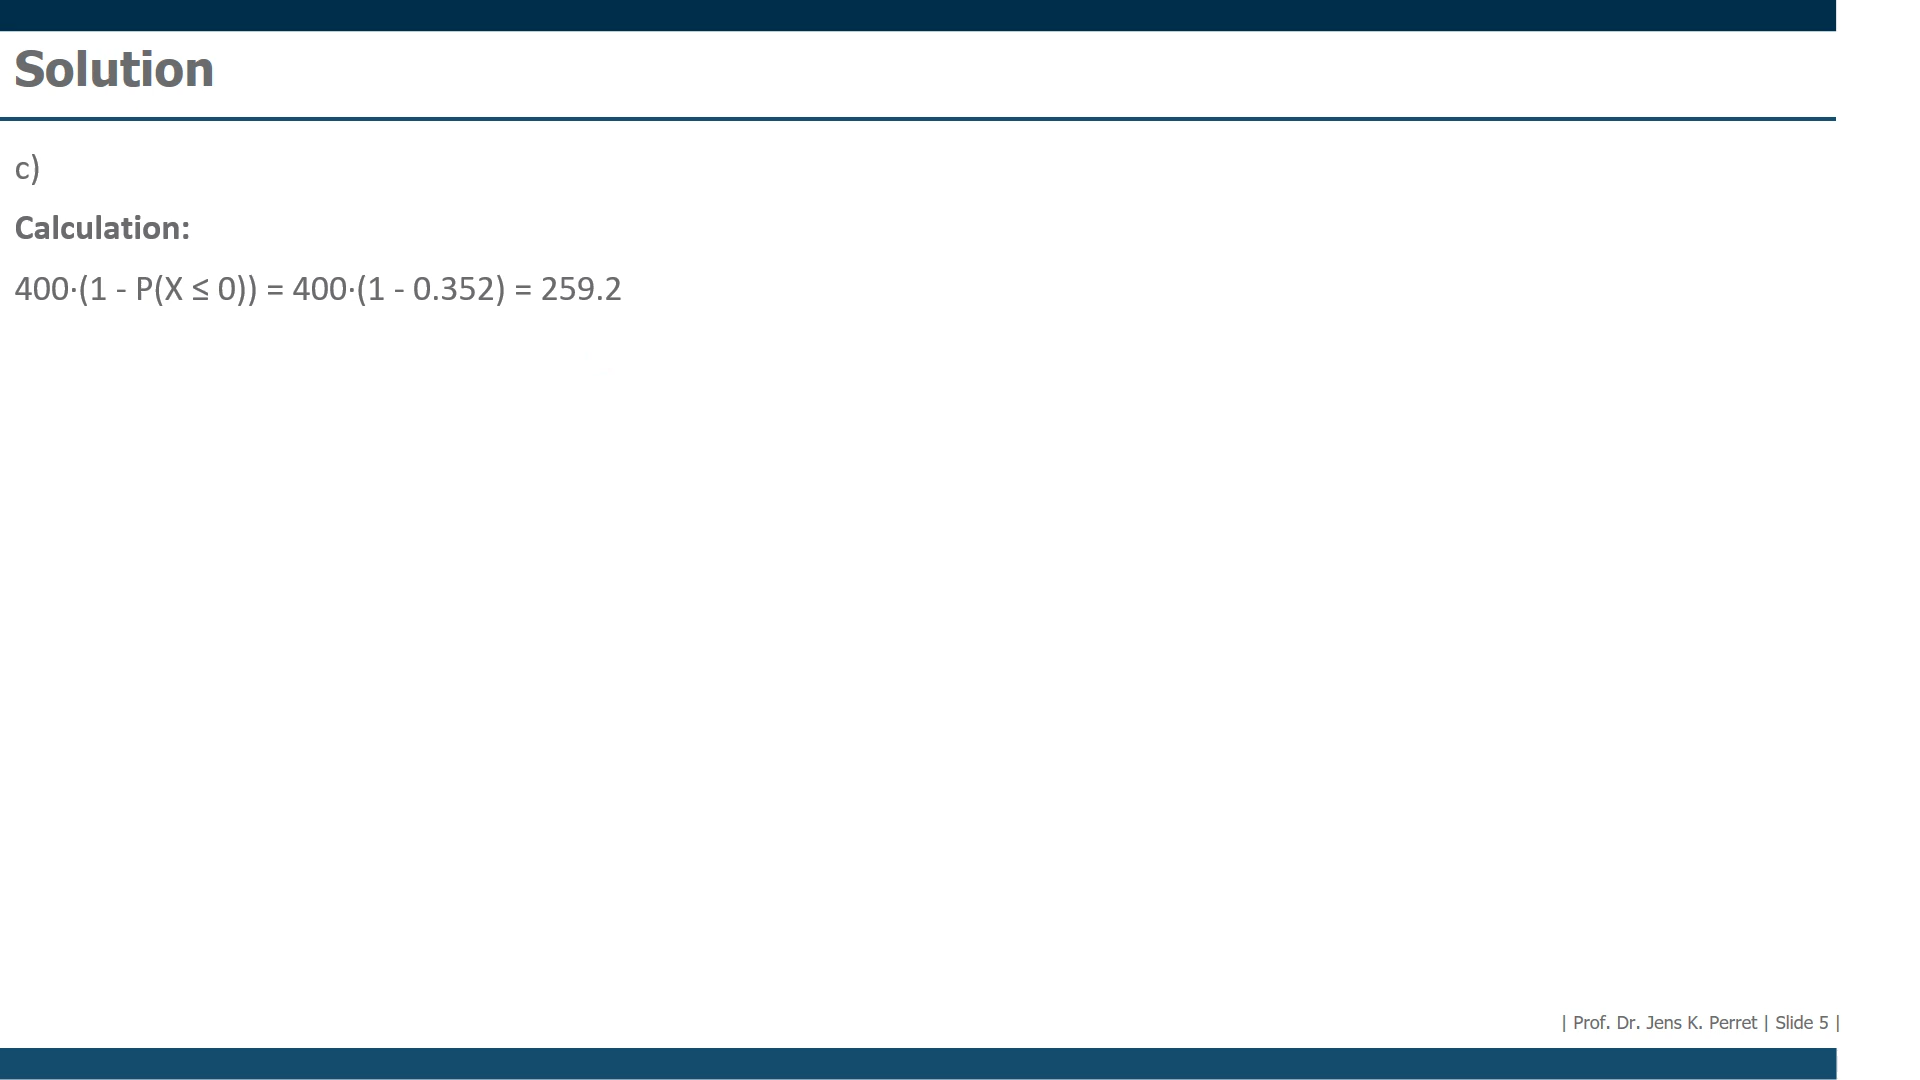 Solution
c)
Calculation:
400·(1 - P(X ≤ 0)) = 400·(1 - 0.352) = 259.2
| Prof. Dr. Jens K. Perret | Slide 5 |